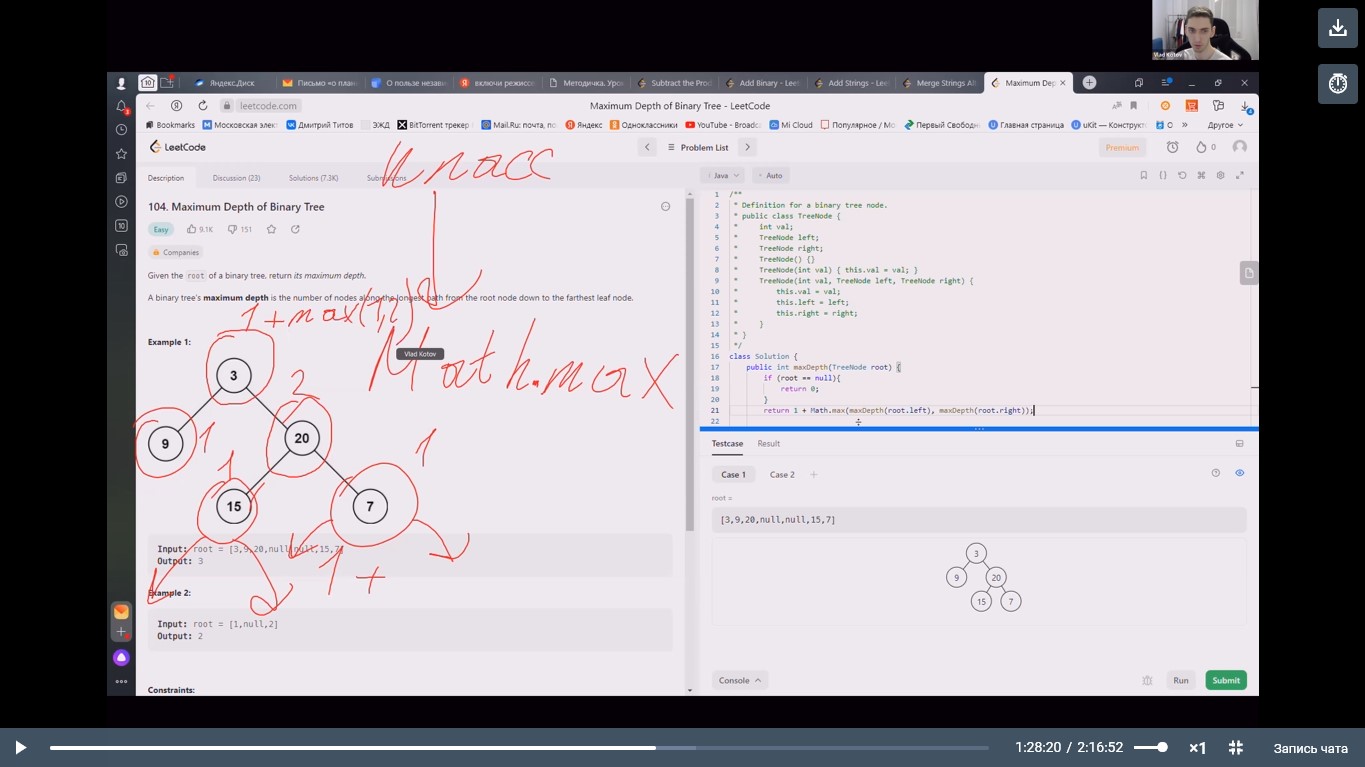 Vlad Kotov
Яндекс.Диск
Письмо «о план
О пользе незави
включи режиссе
Методичка. Уро
Subtract the Prod
Add Binary - Leet
Add Strings - Lee
Merge Strings Alt
Maximum Dep
leetcode.com
Maximum Depth of Binary Tree - LeetCode
Bookmarks
Московская элек
Дмитрий Титов
ЭЖД
BitTorrent трекер
Mail.Ru: почта, по
Яндекс
Одноклассники
YouTube - Broadca
Mi Cloud
Популярное / Мо
Первый Свободн
Главная страница
uKit — Конструкт
О
»
Другое
LeetCode
Problem List
Premium
0
класс
Description
Discussion (23)
Solutions (7.3K)
Submissions
Java
Auto
104. Maximum Depth of Binary Tree
Easy
9.1K
151
Companies
Given the root of a binary tree, return its maximum depth.
A binary tree's maximum depth is the number of nodes along the longest path from the root node down to the farthest leaf node.
1 + max(1,2)
Example 1:
Vlad Kotov
Math.max
3
2
9
1
20
1
1
15
7
Input: root = [3,9,20,null,null,15,7]
Output: 3
1 +
Example 2:
Input: root = [1,null,2]
Output: 2
Constraints:
1 /**
2 * Definition for a binary tree node.
3 * public class TreeNode {
4 * int val;
5 * TreeNode left;
6 * TreeNode right;
7 * TreeNode() {}
8 * TreeNode(int val) { this.val = val; }
9 * TreeNode(int val, TreeNode left, TreeNode right) {
10 * this.val = val;
11 * this.left = left;
12 * this.right = right;
13 * }
14 * }
15 */
16 class Solution {
17 public int maxDepth(TreeNode root) {
18 if (root == null){
19 return 0;
20 }
21 return 1 + Math.max(maxDepth(root.left), maxDepth(root.right));
22
Testcase
Result
Case 1
Case 2
+
root =
[3,9,20,null,null,15,7]
3
9
20
15
7
Console
Run
Submit
1:28:20 / 2:16:52
×1
Запись чата